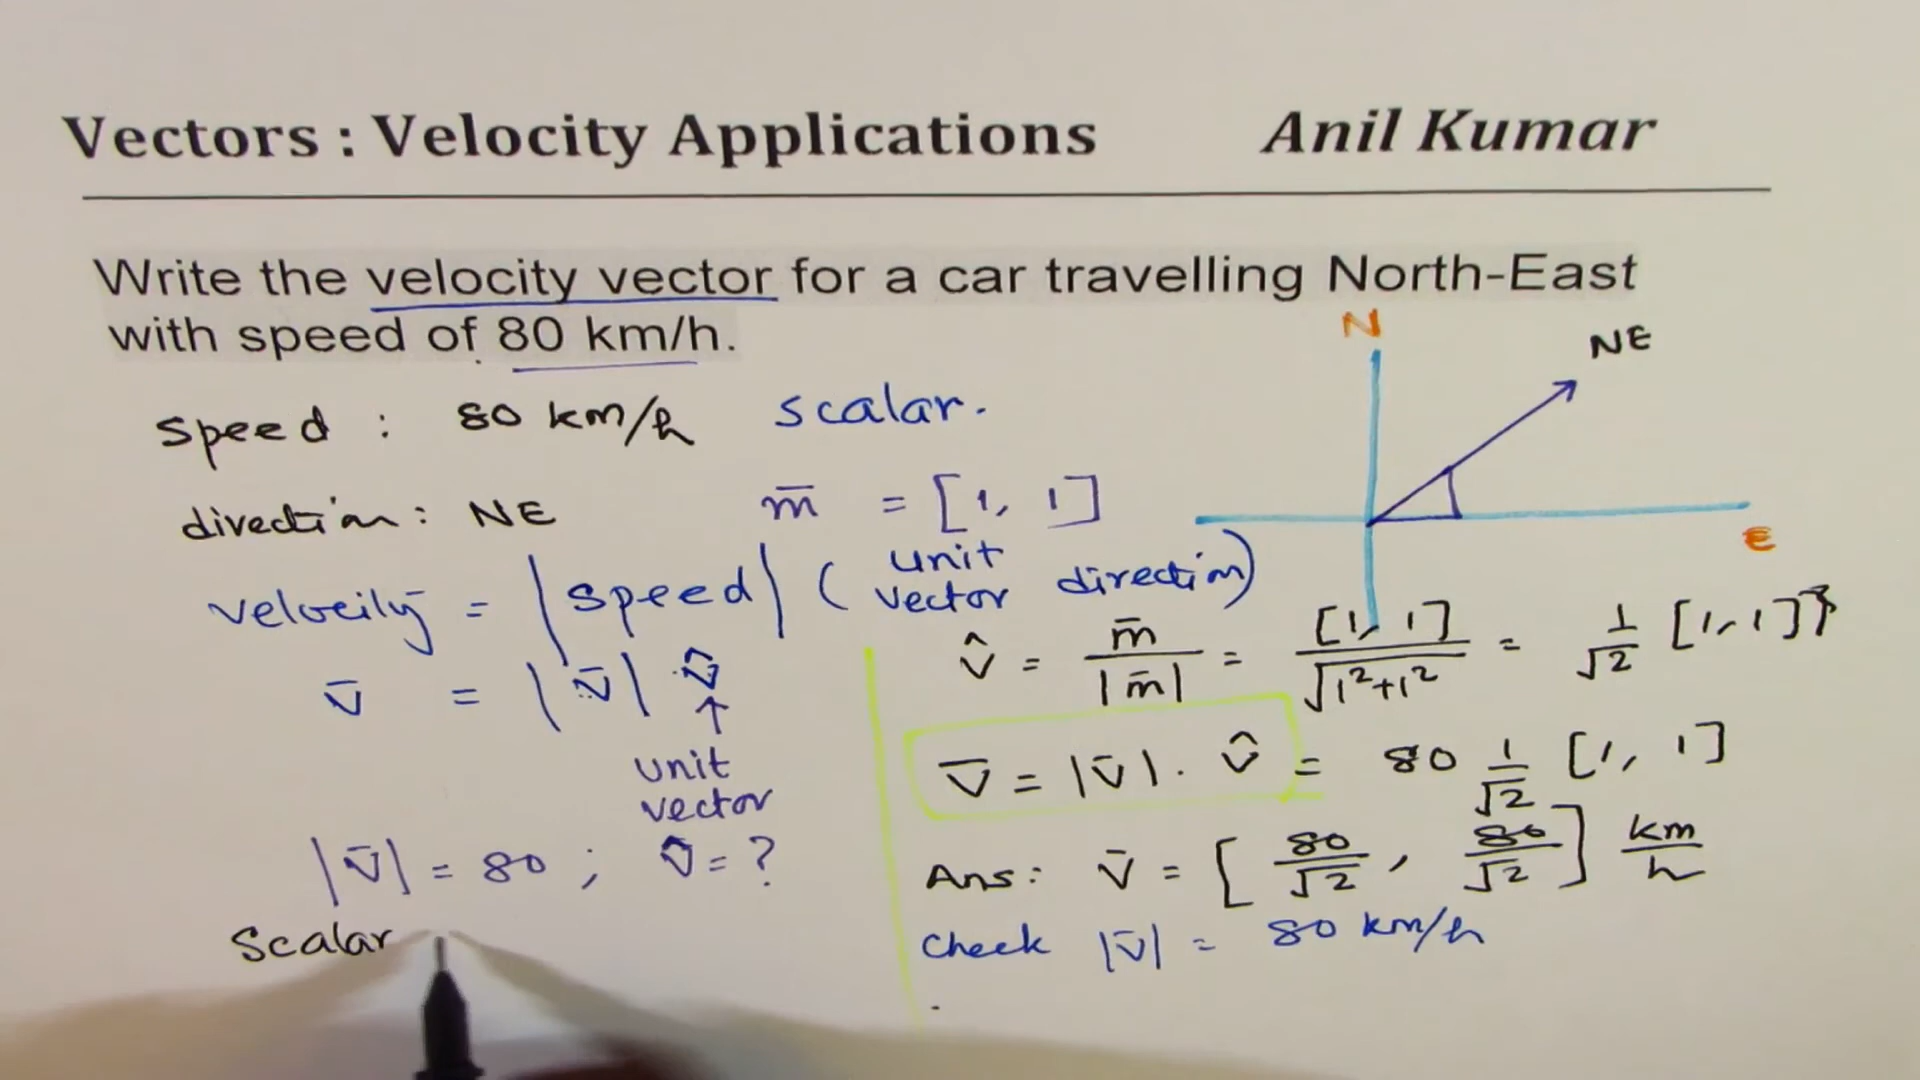 Vectors : Velocity Applications Anil Kumar
Write the velocity vector for a car travelling North-East
with speed of 80 km/h.
N
NE
E
speed : 80 km/h scalar.
direction: NE m̄ = [1, 1]
velocity = |speed| (unit vector direction)
v̄ = |v̄| v̂
↑
unit
vector
|v̄| = 80 ; v̂ = ?
Scalar
v̂ = m̄/|m̄| = [1, 1]/√1²+1² = 1/√2 [1, 1]
v̄ = |v̄| · v̂ = 80 1/√2 [1, 1]
Ans: v̄ = [80/√2, 80/√2] km/h
Check |v̄| = 80 km/h